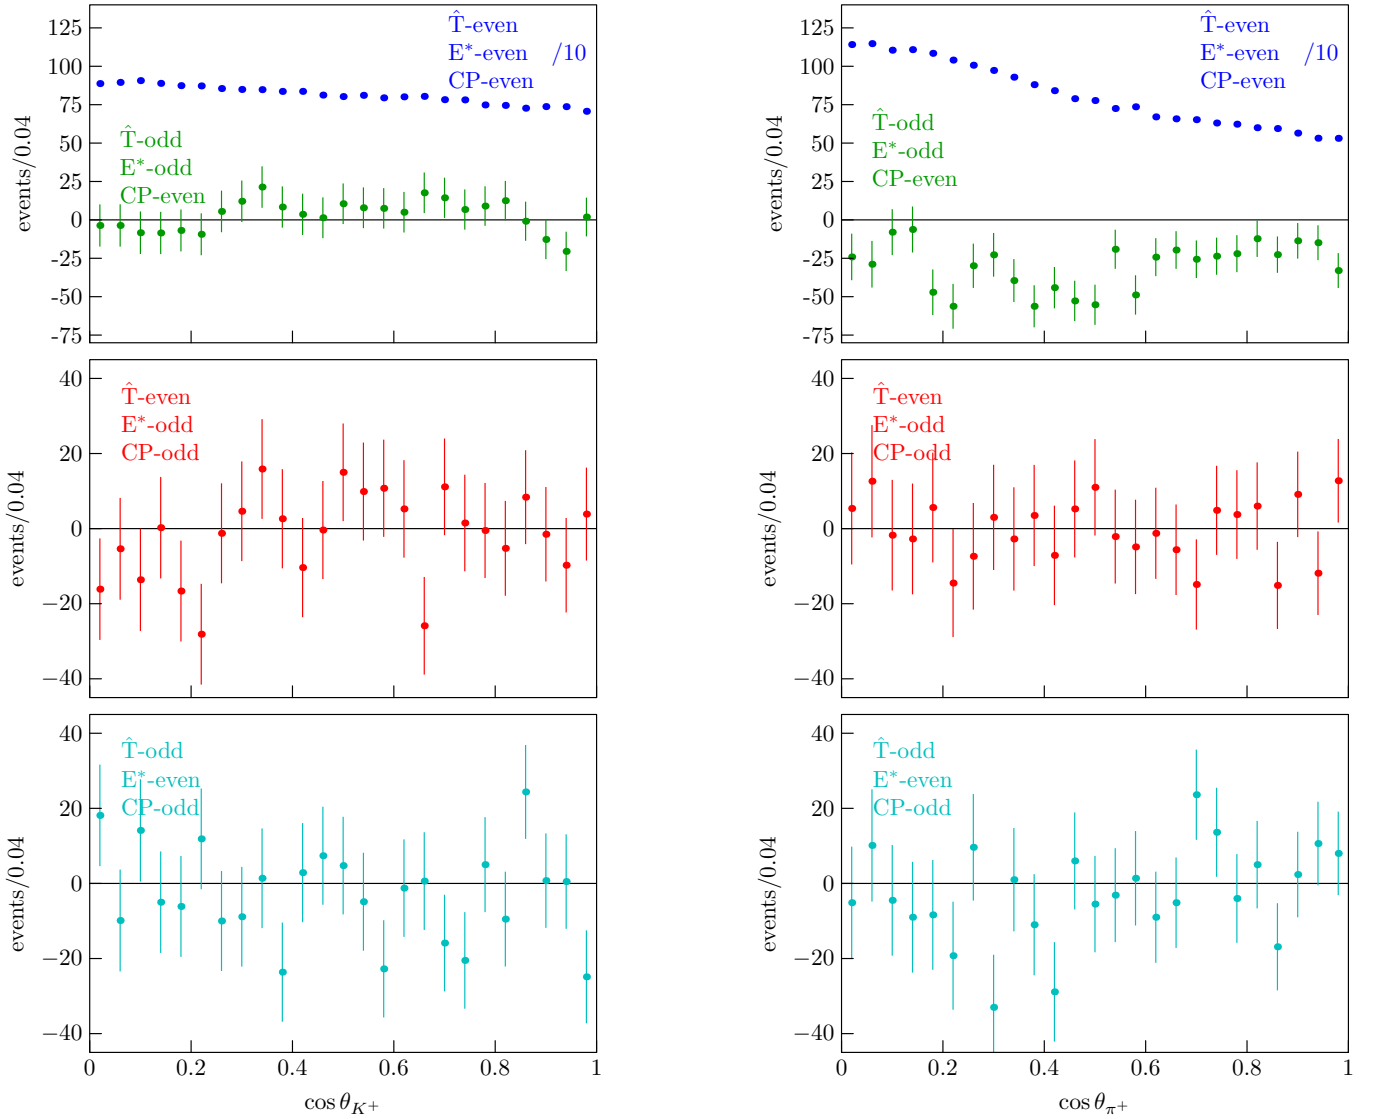 125
100
75
50
25
0
-25
-50
-75
events/0.04
T̂-even
E*-even /10
CP-even
T̂-odd
E*-odd
CP-even
125
100
75
50
25
0
-25
-50
-75
events/0.04
T̂-even
E*-even /10
CP-even
T̂-odd
E*-odd
CP-even
40
20
0
−20
−40
events/0.04
T̂-even
E*-odd
CP-odd
40
20
0
−20
−40
events/0.04
T̂-even
E*-odd
CP-odd
40
20
0
−20
−40
events/0.04
T̂-odd
E*-even
CP-odd
0 0.2 0.4 0.6 0.8 1
cos θ_{K^+}
40
20
0
−20
−40
events/0.04
T̂-odd
E*-even
CP-odd
0 0.2 0.4 0.6 0.8 1
cos θ_{π^+}